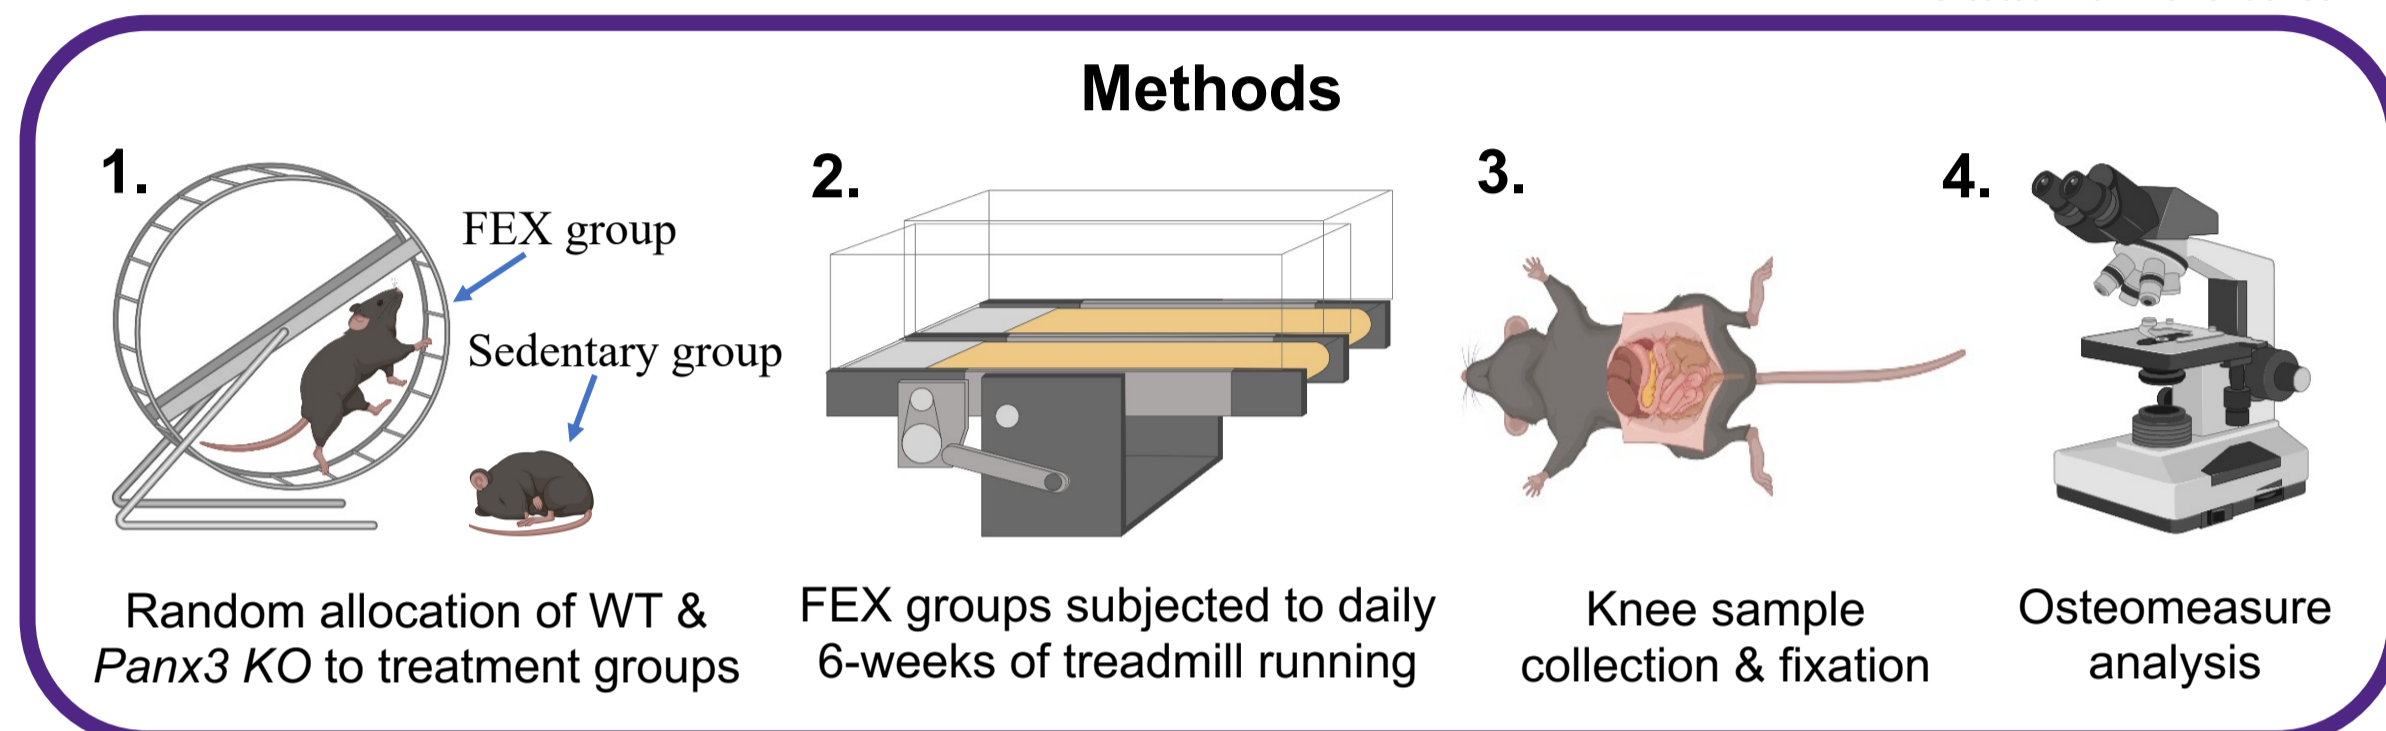 Methods
1.
FEX group
Sedentary group
Random allocation of WT &
Panx3 KO to treatment groups
2.
FEX groups subjected to daily
6-weeks of treadmill running
3.
Knee sample
collection & fixation
4.
Osteomeasure
analysis